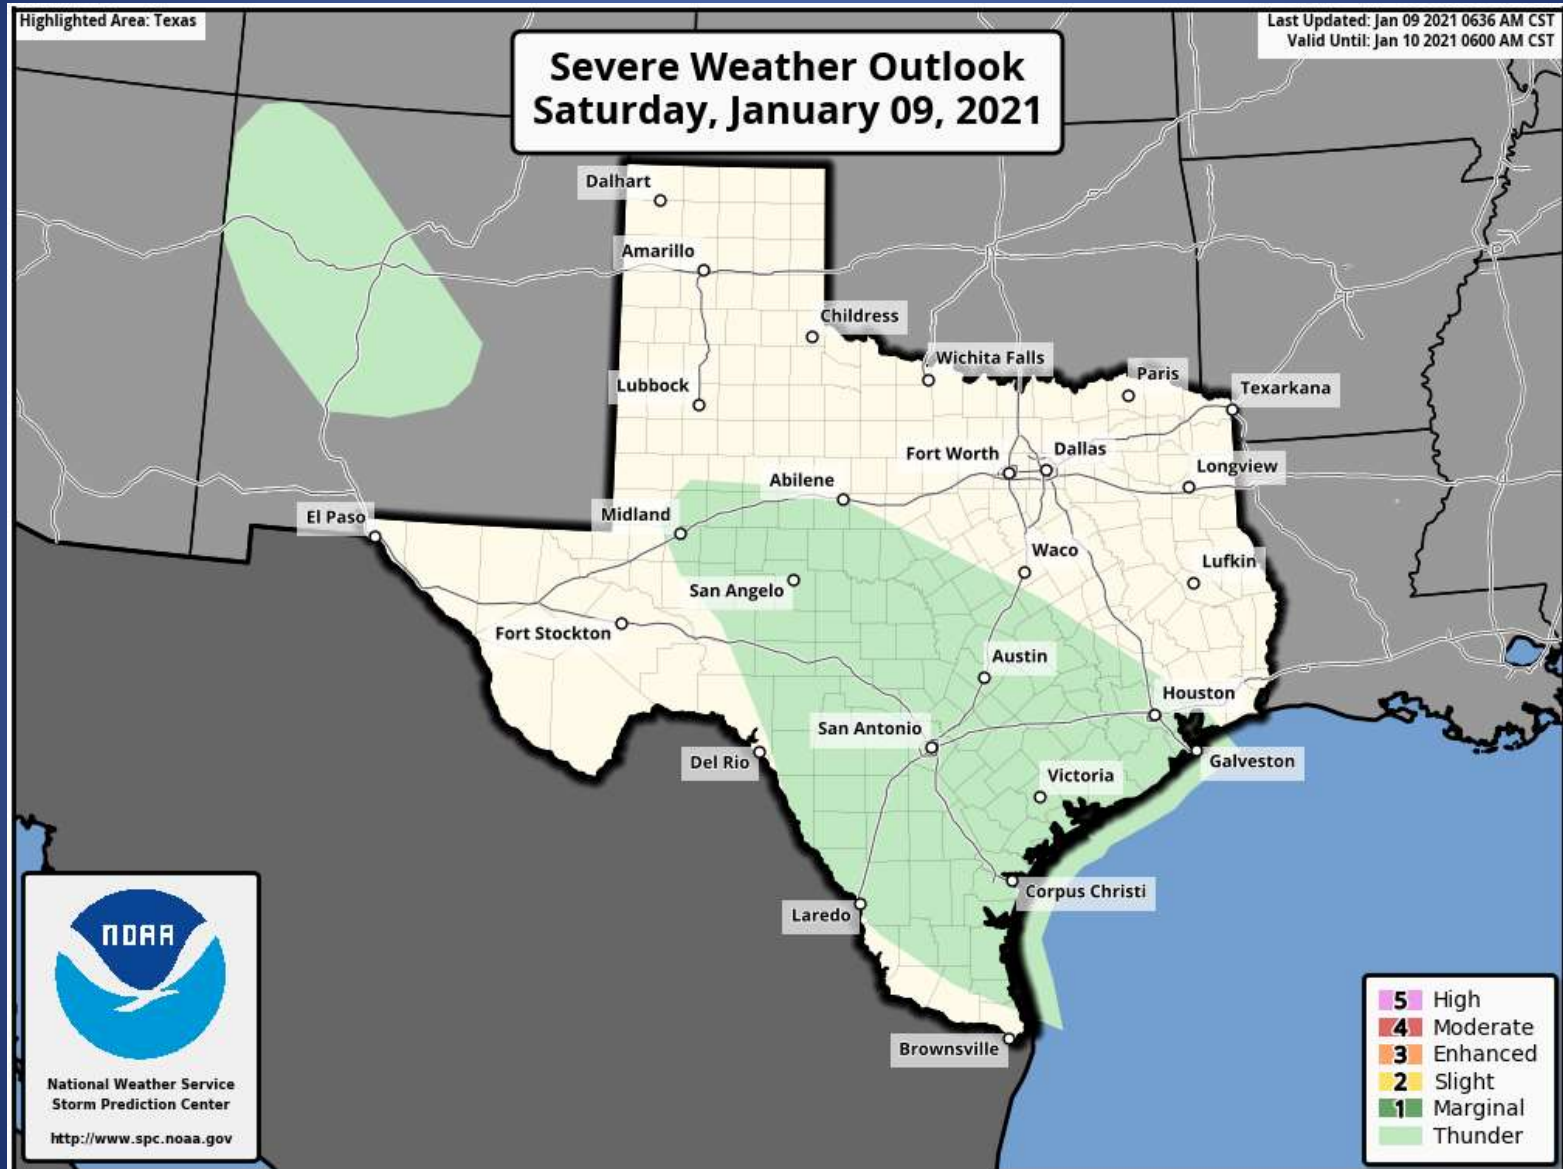 Highlighted Area: Texas
Last Updated: Jan 09 2021 0636 AM CST
Valid Until: Jan 10 2021 0600 AM CST
Severe Weather Outlook
Saturday, January 09, 2021
Dalhart
Amarillo
Childress
Wichita Falls
Paris
Texarkana
Lubbock
Fort Worth
Dallas
Longview
Abilene
Midland
El Paso
Waco
Lufkin
San Angelo
Fort Stockton
Austin
Houston
San Antonio
Del Rio
Galveston
Victoria
Corpus Christi
Laredo
Brownsville
NOAA
National Weather Service
Storm Prediction Center
http://www.spc.noaa.gov
5 High
4 Moderate
3 Enhanced
2 Slight
1 Marginal
Thunder